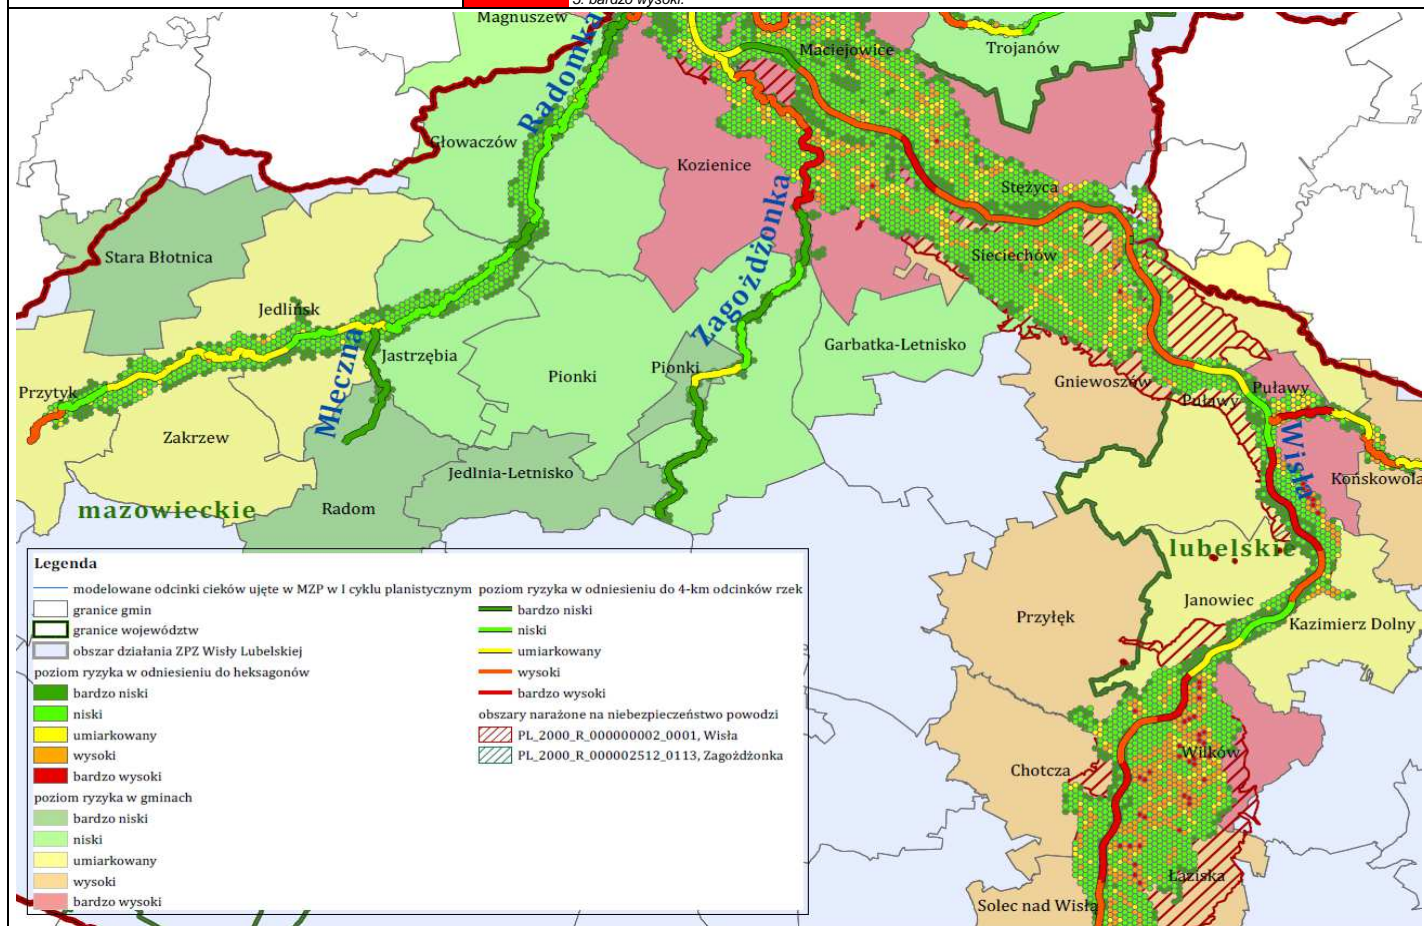 5. bardzo wysoki.
Magnuszew
Radomka
Maciejowice
Trojanów
Głowaczów
Kozienice
Stężyca
Zagożdżonka
Stara Błotnica
Sieciechów
Jedlińsk
Mleczna
Jastrzębia
Garbatka-Letnisko
Pionki
Pionki
Przytyk
Gniewoszów
Puławy
Puławy
Zakrzew
Wisła
Jedlnia-Letnisko
Końskowola
mazowieckie
Radom
lubelskie
Janowiec
Przyłęk
Kazimierz Dolny
Wilków
Chotcza
Łaziska
Solec nad Wisłą
Legenda
modelowane odcinki cieków ujęte w MZP w I cyklu planistycznym
granice gmin
granice województw
obszar działania ZPZ Wisły Lubelskiej
poziom ryzyka w odniesieniu do heksagonów
bardzo niski
niski
umiarkowany
wysoki
bardzo wysoki
poziom ryzyka w gminach
bardzo niski
niski
umiarkowany
wysoki
bardzo wysoki
poziom ryzyka w odniesieniu do 4-km odcinków rzek
bardzo niski
niski
umiarkowany
wysoki
bardzo wysoki
obszary narażone na niebezpieczeństwo powodzi
PL_2000_R_000000002_0001, Wisła
PL_2000_R_000002512_0113, Zagożdżonka